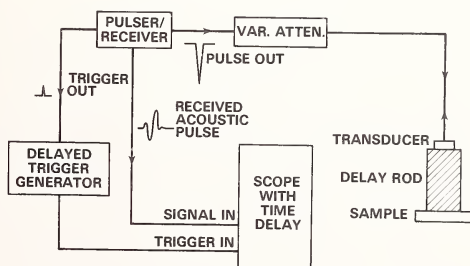 PULSER/
RECEIVER
VAR. ATTEN.
PULSE OUT
TRIGGER
OUT
RECEIVED
ACOUSTIC
PULSE
DELAYED
TRIGGER
GENERATOR
SCOPE
WITH
TIME
DELAY
TRANSDUCER
DELAY ROD
SAMPLE
SIGNAL IN
TRIGGER IN